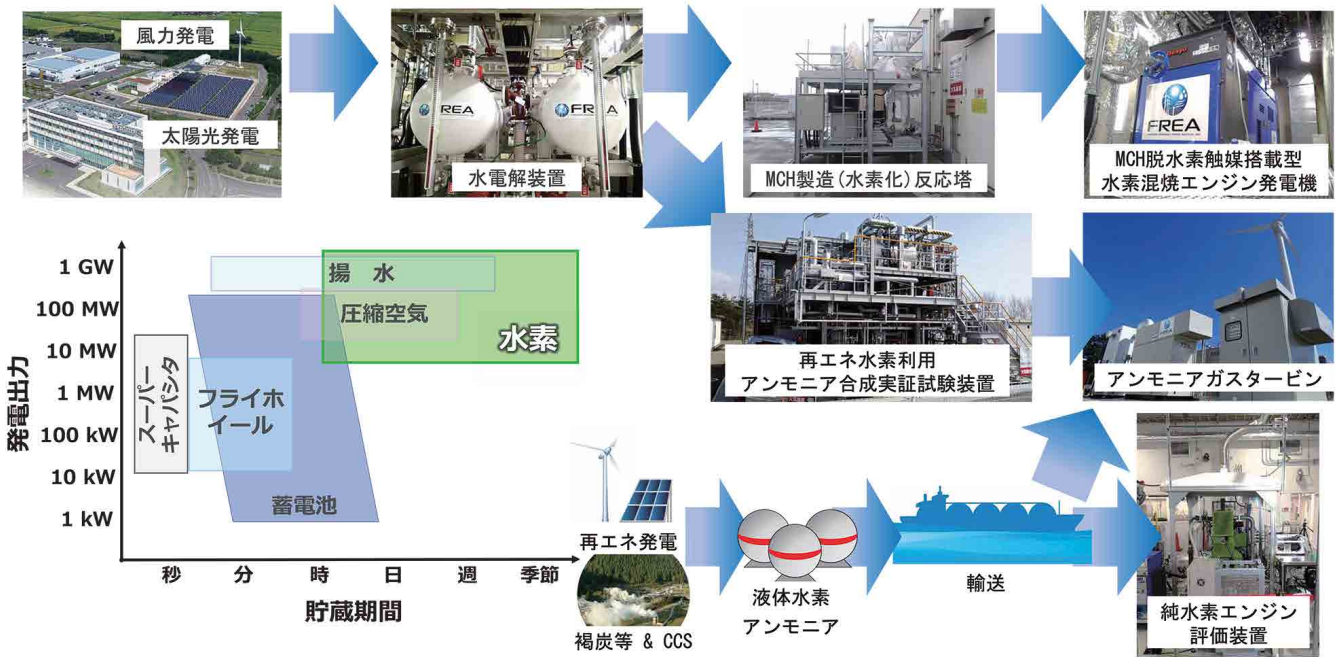 風力発電
太陽光発電
FREA
FREA
水電解装置
MCH製造(水素化)反応塔
FREA
MCH脱水素触媒搭載型
水素混焼エンジン発電機
再エネ水素利用
アンモニア合成実証試験装置
アンモニアガスタービン
発電出力
1 GW
100 MW
10 MW
1 MW
100 kW
10 kW
1 kW
揚 水
圧縮空気
水素
スーパー
キャパシタ
フライホ
イール
蓄電池
秒 分 時 日 週 季節
貯蔵期間
再エネ発電
褐炭等 & CCS
液体水素
アンモニア
輸送
純水素エンジン
評価装置